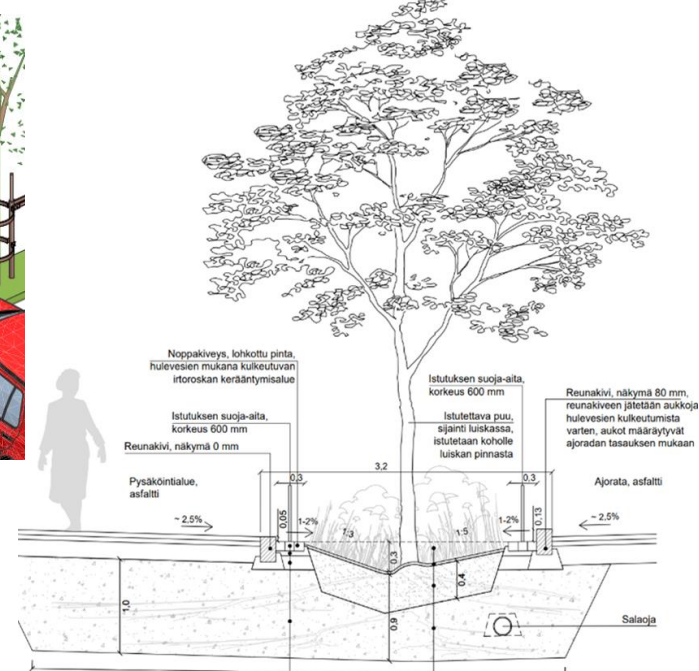 Noppakiveys, lohkottu pinta,
hulevesien mukana kulkeutuvan
irtoroskan kerääntymisalue
Istutuksen suoja-aita,
korkeus 600 mm
Reunakivi, näkymä 0 mm
Pysäköintialue,
asfaltti
Istutuksen suoja-aita,
korkeus 600 mm
Istutettava puu,
sijainti luiskassa,
istutetaan koholle
luiskan pinnasta
Reunakivi, näkymä 80 mm,
reunakiveen jätetään aukkoja
hulevesien kulkeutumista
varten, aukot määräytyvät
ajoradan tasauksen mukaan
Ajorata, asfaltti
3,2
0,3
0,3
~ 2,5%
0,05
1-2%
1:3
1:5
1-2%
0,13
~ 2,5%
0,3
0,4
1,0
0,9
Salaoja